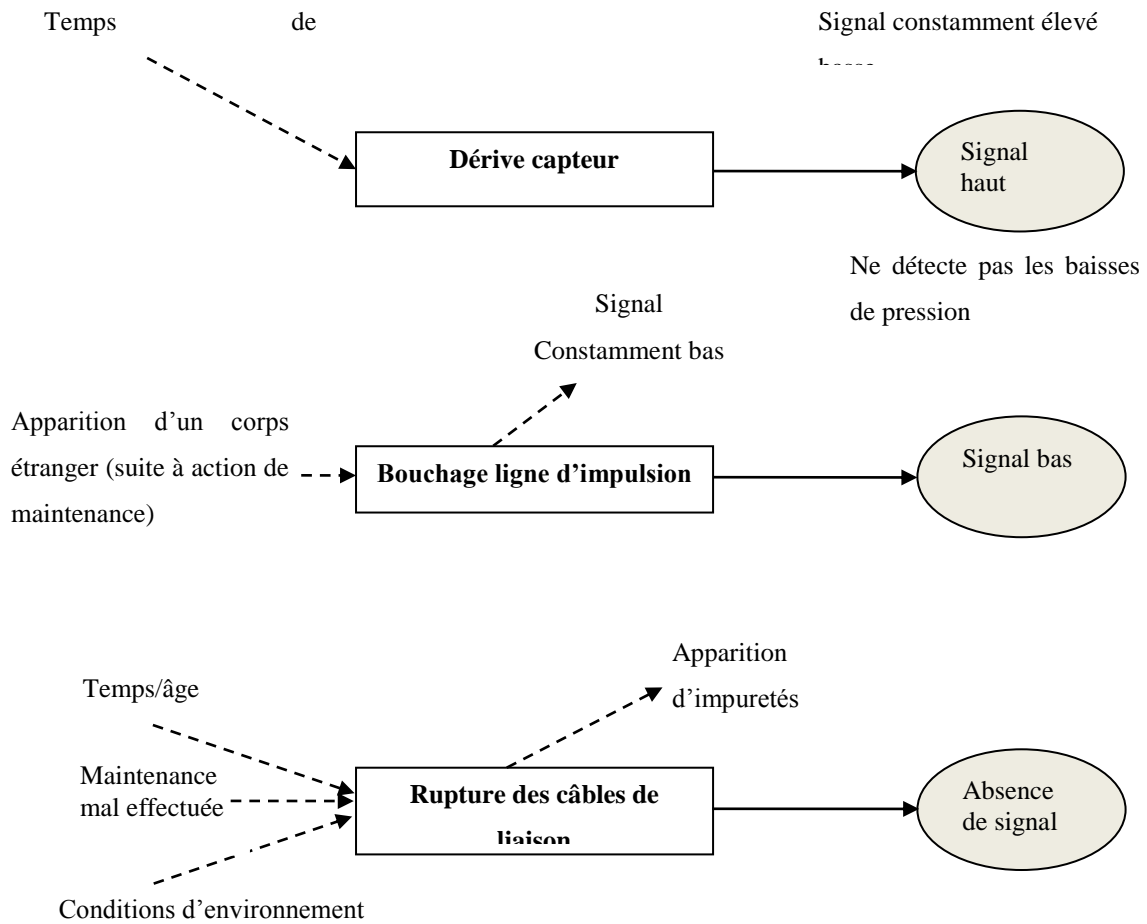 Temps de
Signal constamment élevé
Dérive capteur
Signal
haut
Ne détecte pas les baisses
de pression
Signal
Constamment bas
Apparition d’un corps
étranger (suite à action de
maintenance)
Bouchage ligne d’impulsion
Signal bas
Apparition
d’impuretés
Temps/âge
Maintenance
mal effectuée
Rupture des câbles de
liaison
Absence
de signal
Conditions d’environnement